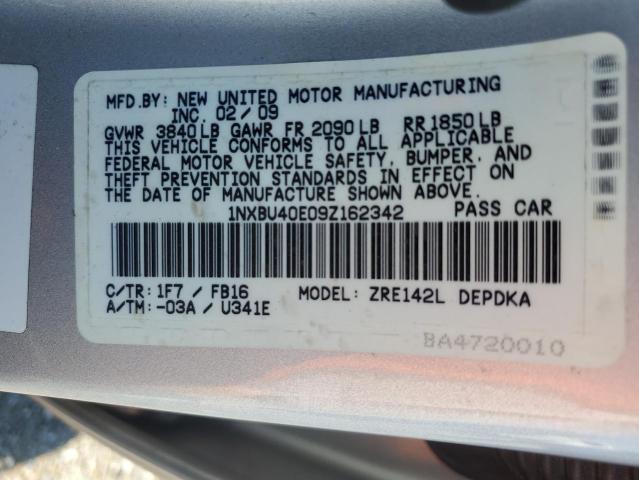 MFD.BY: NEW UNITED MOTOR MANUFACTURING
INC. 02/09
GVWR 3840LB GAWR FR 2090LB RR 1850LB
THIS VEHICLE CONFORMS TO ALL APPLICABLE
FEDERAL MOTOR VEHICLE SAFETY, BUMPER, AND
THEFT PREVENTION STANDARDS IN EFFECT ON
THE DATE OF MANUFACTURE SHOWN ABOVE.
1NXBU40E09Z162342 PASS CAR
C/TR: 1F7 / FB16 MODEL: ZRE142L DEPDKA
A/TM: -03A / U341E
BA4720010